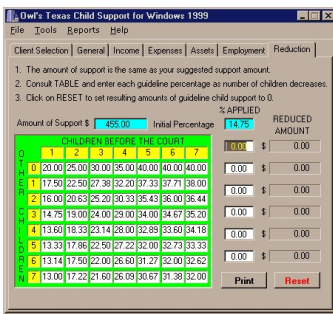 Owl's Texas Child Support for Windows 1999
File Tools Reports Help
Client Selection General Income Expenses Assets Employment Reduction
1. The amount of support is the same as your suggested support amount.
2. Consult TABLE and enter each guideline percentage as number of children decreases.
3. Click on RESET to set resulting amounts of guideline child support to 0.
% APPLIED
Amount of Support $ 455.00 Initial Percentage 14.75 REDUCED AMOUNT
CHILDREN BEFORE THE COURT
OTHER CHILDREN
1 2 3 4 5 6 7
0 20.00 25.00 30.00 35.00 40.00 40.00 40.00
1 17.50 22.50 27.38 32.20 37.33 37.71 38.00
2 16.00 20.63 25.20 30.33 35.43 36.00 36.44
3 14.75 19.00 24.00 29.00 34.00 34.67 35.20
4 13.60 18.33 23.14 28.00 32.89 33.60 34.18
5 13.33 17.86 22.50 27.22 32.00 32.73 33.33
6 13.14 17.50 22.00 26.60 31.27 32.00 32.62
7 13.00 17.22 21.60 26.09 30.67 31.38 32.00
0.00 $ 0.00
0.00 $ 0.00
0.00 $ 0.00
0.00 $ 0.00
0.00 $ 0.00
0.00 $ 0.00
Print Reset